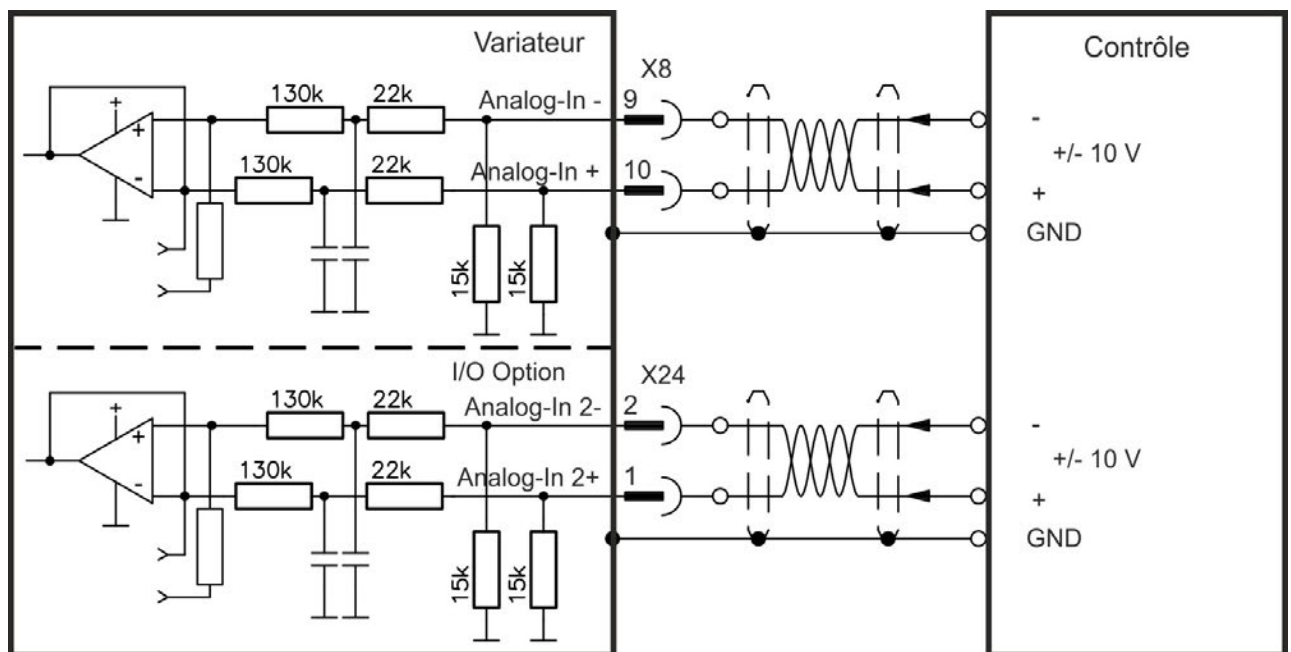 Variateur
Contrôle
X8
130k
22k
Analog-In -
9
-
+
+
+/- 10 V
130k
22k
Analog-In +
10
-
+
GND
15k
15k
I/O Option
X24
130k
22k
Analog-In 2-
2
-
+
+
+/- 10 V
130k
22k
Analog-In 2+
1
-
+
GND
15k
15k